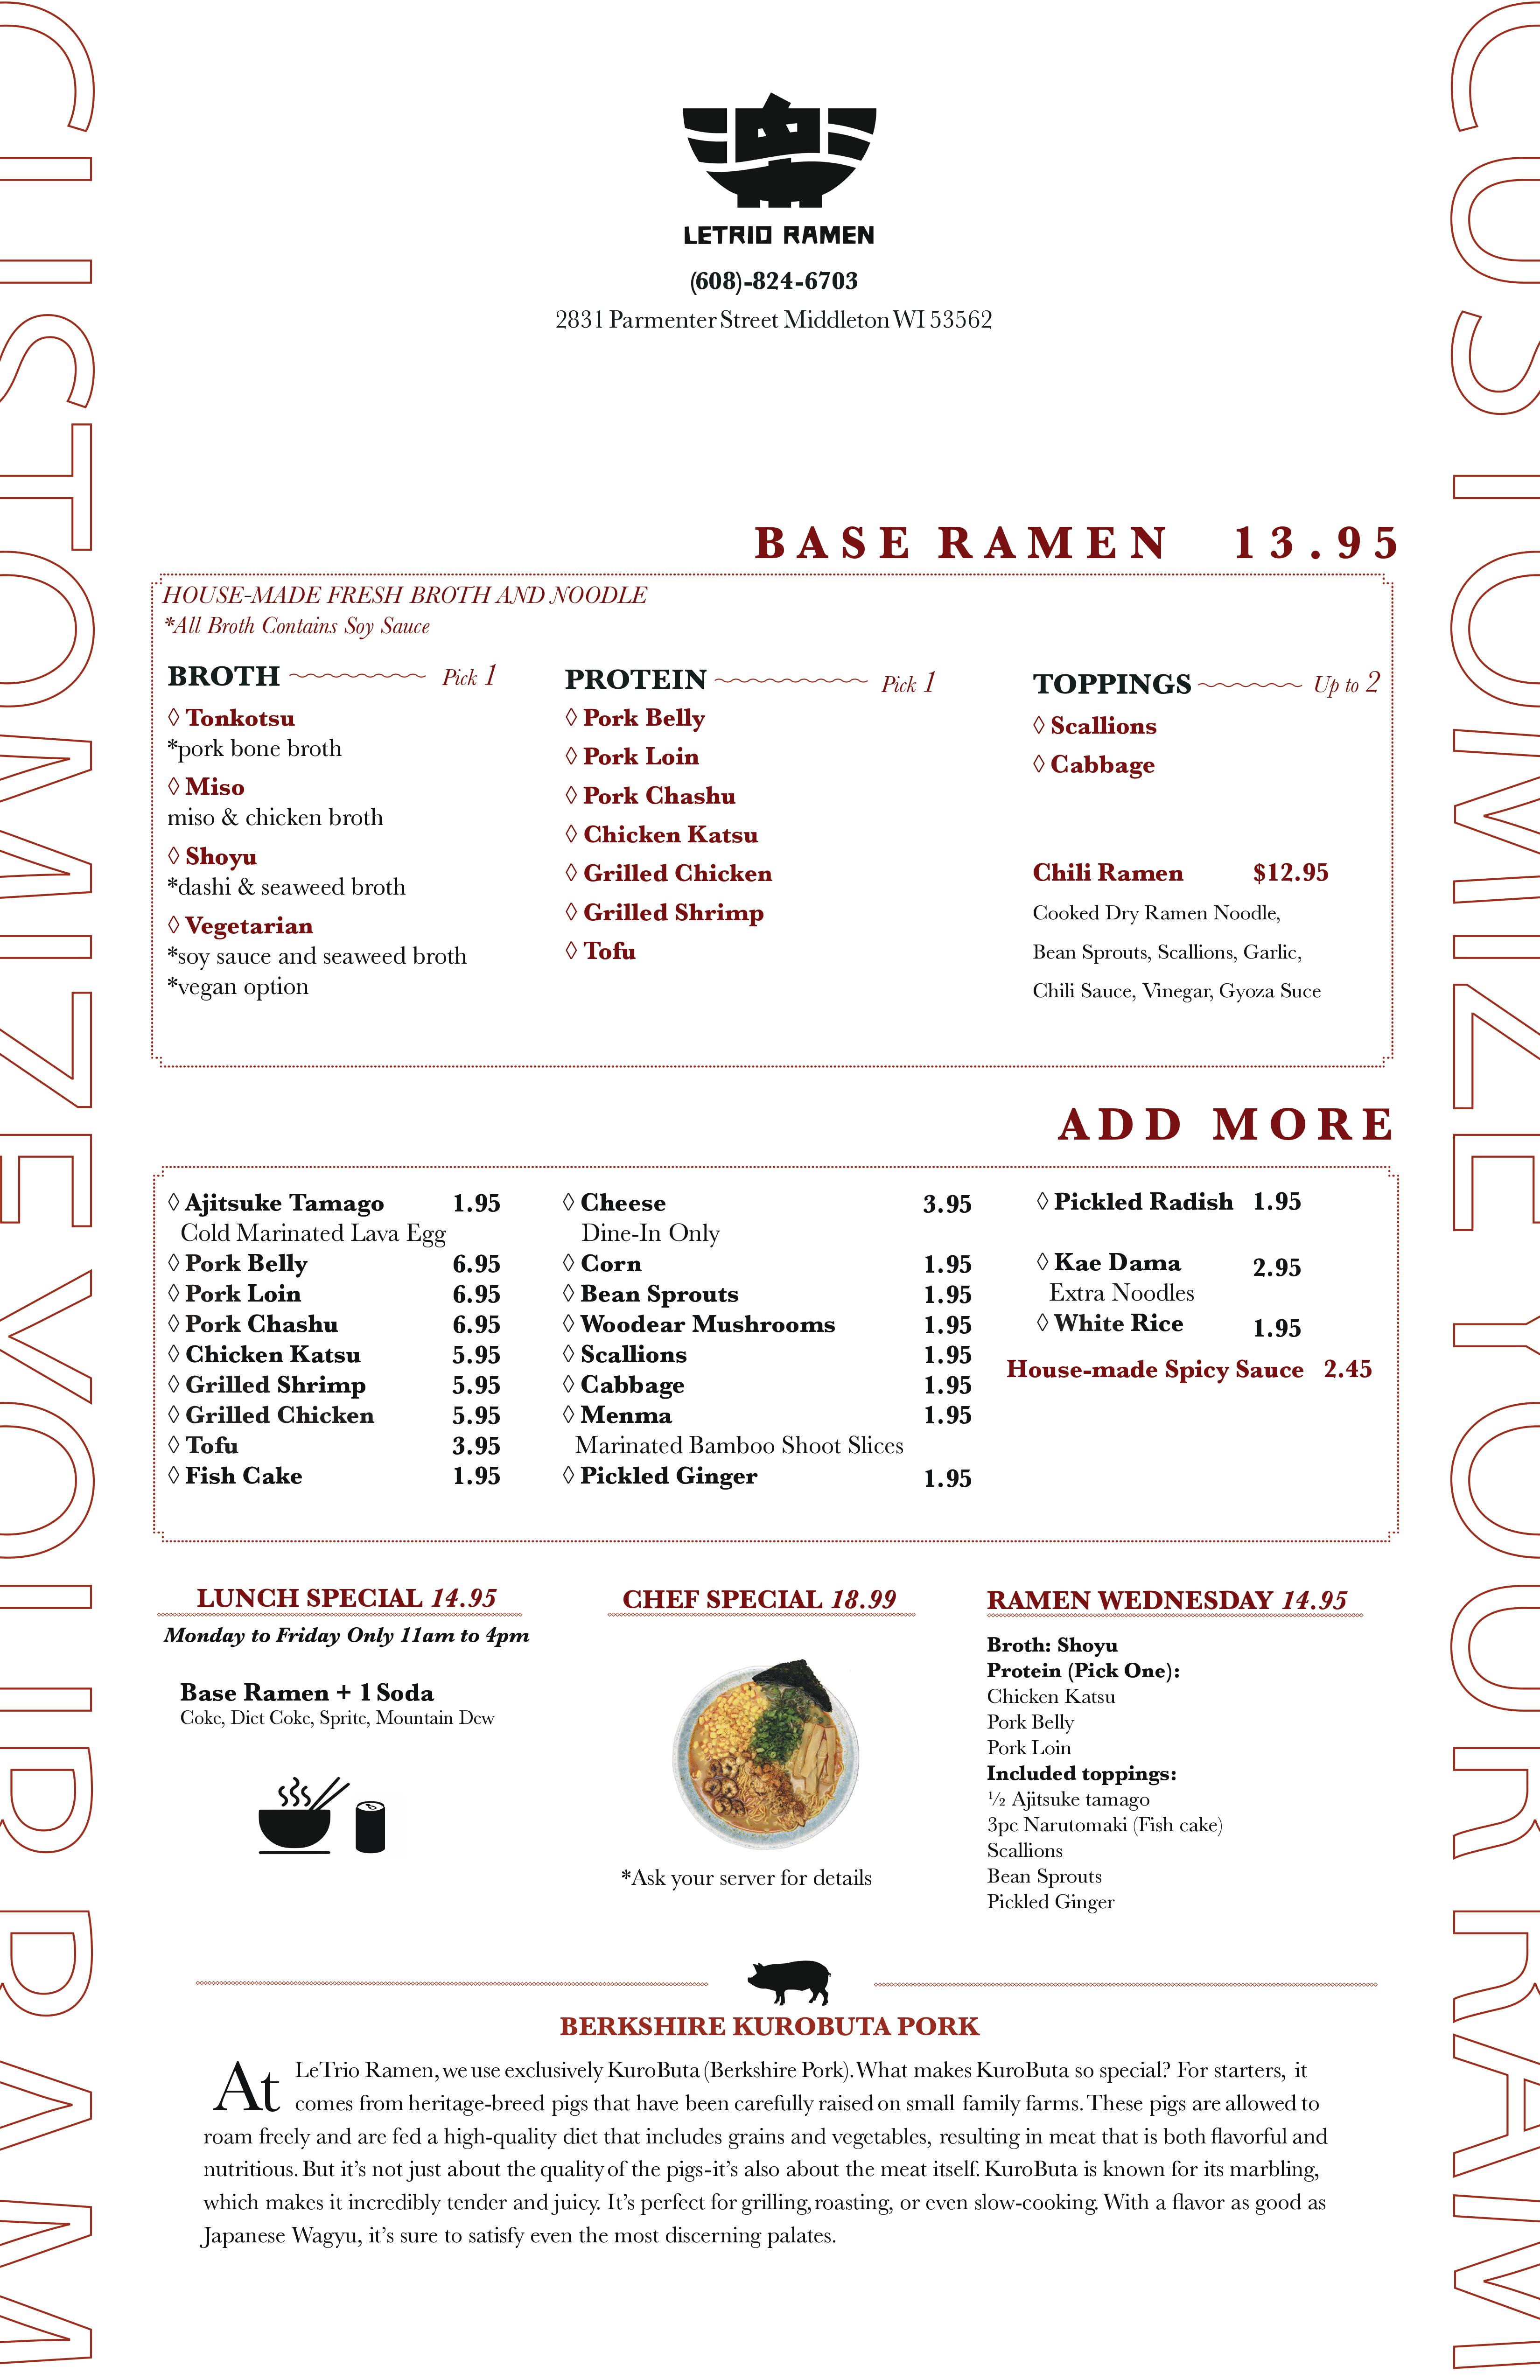 CUSTOMIZE YOUR RAMEN
CUSTOMIZE YOUR RAMEN
LETRIO RAMEN
(608)-824-6703
2831 Parmenter Street Middleton WI 53562
BASE RAMEN 13.95
HOUSE-MADE FRESH BROTH AND NOODLE
*All Broth Contains Soy Sauce
BROTH Pick 1
◊ Tonkotsu
*pork bone broth
◊ Miso
miso & chicken broth
◊ Shoyu
*dashi & seaweed broth
◊ Vegetarian
*soy sauce and seaweed broth
*vegan option
PROTEIN Pick 1
◊ Pork Belly
◊ Pork Loin
◊ Pork Chashu
◊ Chicken Katsu
◊ Grilled Chicken
◊ Grilled Shrimp
◊ Tofu
TOPPINGS Up to 2
◊ Scallions
◊ Cabbage
Chili Ramen $12.95
Cooked Dry Ramen Noodle,
Bean Sprouts, Scallions, Garlic,
Chili Sauce, Vinegar, Gyoza Suce
ADD MORE
◊ Ajitsuke Tamago 1.95
Cold Marinated Lava Egg
◊ Pork Belly 6.95
◊ Pork Loin 6.95
◊ Pork Chashu 6.95
◊ Chicken Katsu 5.95
◊ Grilled Shrimp 5.95
◊ Grilled Chicken 5.95
◊ Tofu 3.95
◊ Fish Cake 1.95
◊ Cheese 3.95
Dine-In Only
◊ Corn 1.95
◊ Bean Sprouts 1.95
◊ Woodear Mushrooms 1.95
◊ Scallions 1.95
◊ Cabbage 1.95
◊ Menma 1.95
Marinated Bamboo Shoot Slices
◊ Pickled Ginger 1.95
◊ Pickled Radish 1.95
◊ Kae Dama 2.95
Extra Noodles
◊ White Rice 1.95
House-made Spicy Sauce 2.45
LUNCH SPECIAL 14.95
Monday to Friday Only 11am to 4pm
Base Ramen + 1 Soda
Coke, Diet Coke, Sprite, Mountain Dew
CHEF SPECIAL 18.99
*Ask your server for details
RAMEN WEDNESDAY 14.95
Broth: Shoyu
Protein (Pick One):
Chicken Katsu
Pork Belly
Pork Loin
Included toppings:
½ Ajitsuke tamago
3pc Narutomaki (Fish cake)
Scallions
Bean Sprouts
Pickled Ginger
BERKSHIRE KUROBUTA PORK
At LeTrio Ramen, we use exclusively KuroButa (Berkshire Pork). What makes KuroButa so special? For starters, it
comes from heritage-breed pigs that have been carefully raised on small family farms. These pigs are allowed to
roam freely and are fed a high-quality diet that includes grains and vegetables, resulting in meat that is both flavorful and
nutritious. But it's not just about the quality of the pigs-it's also about the meat itself. KuroButa is known for its marbling,
which makes it incredibly tender and juicy. It's perfect for grilling, roasting, or even slow-cooking. With a flavor as good as
Japanese Wagyu, it's sure to satisfy even the most discerning palates.